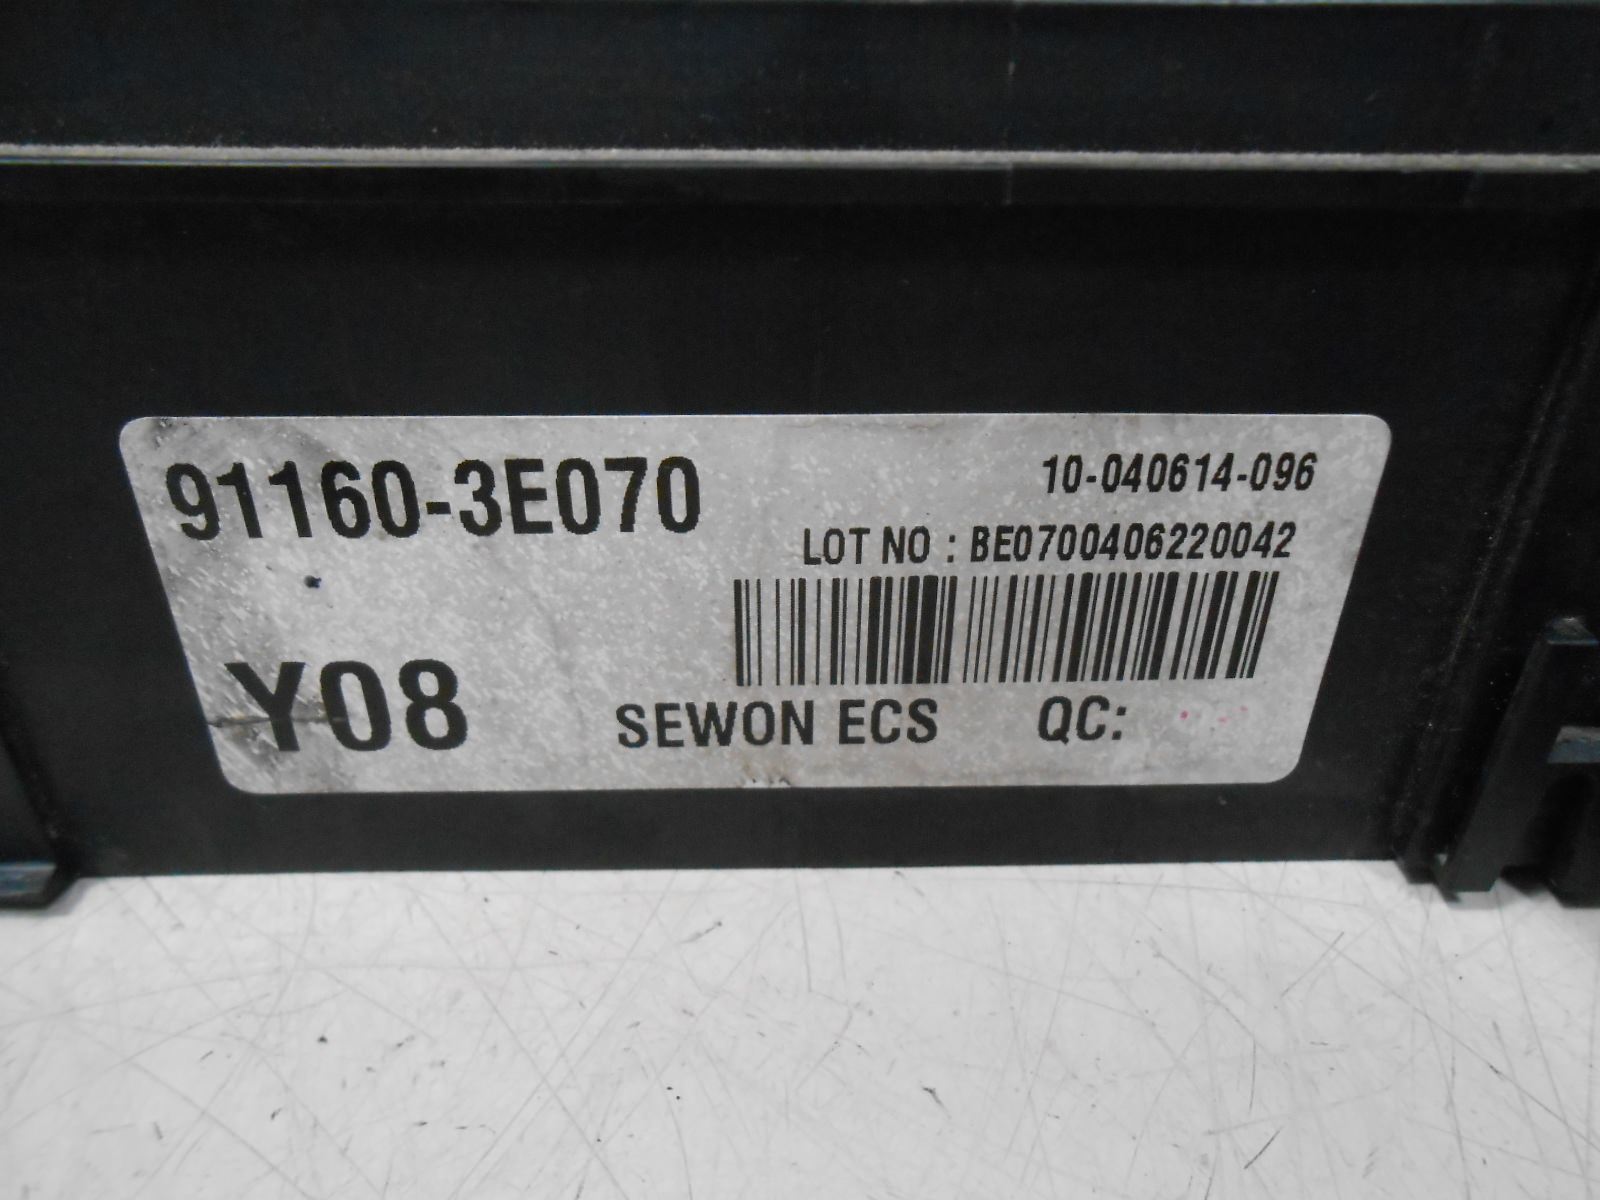 91160-3E070
10-040614-096
LOT NO : BE0700406220042
Y08
SEWON ECS QC: